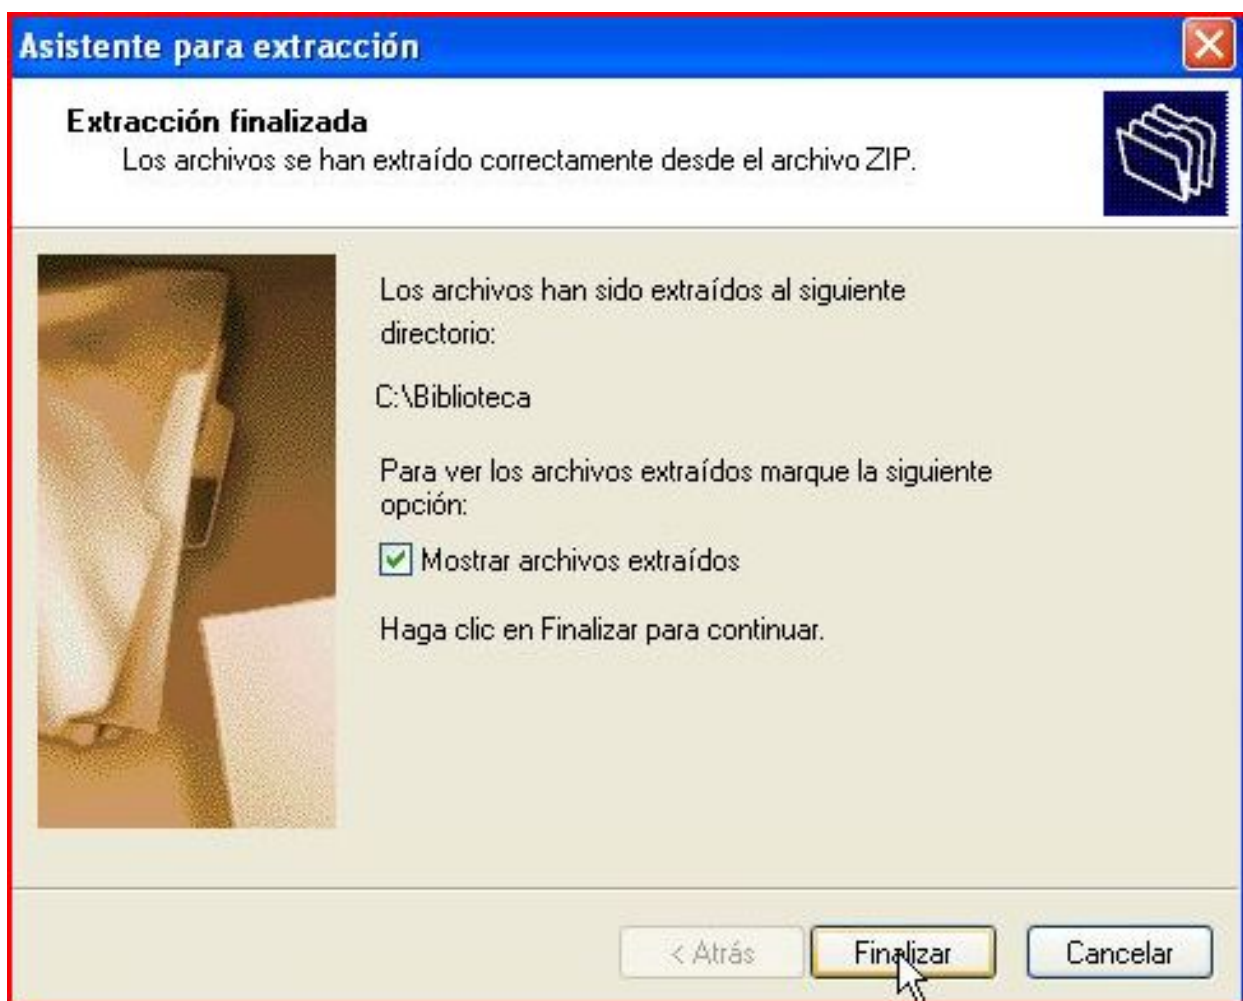 Asistente para extracción
Extracción finalizada
Los archivos se han extraído correctamente desde el archivo ZIP.
Los archivos han sido extraídos al siguiente
directorio:
C:\Biblioteca
Para ver los archivos extraídos marque la siguiente
opción:
Mostrar archivos extraídos
Haga clic en Finalizar para continuar.
< Atrás
Finalizar
Cancelar